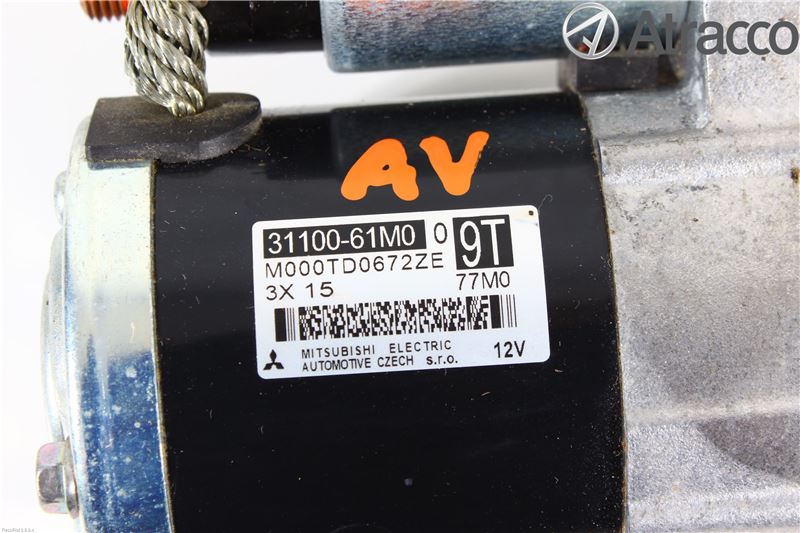 Atracco
AV
31100-61M0 0 9T
M000TD0672ZE
3X 15 77M0
MITSUBISHI ELECTRIC
AUTOMOTIVE CZECH s.r.o. 12V